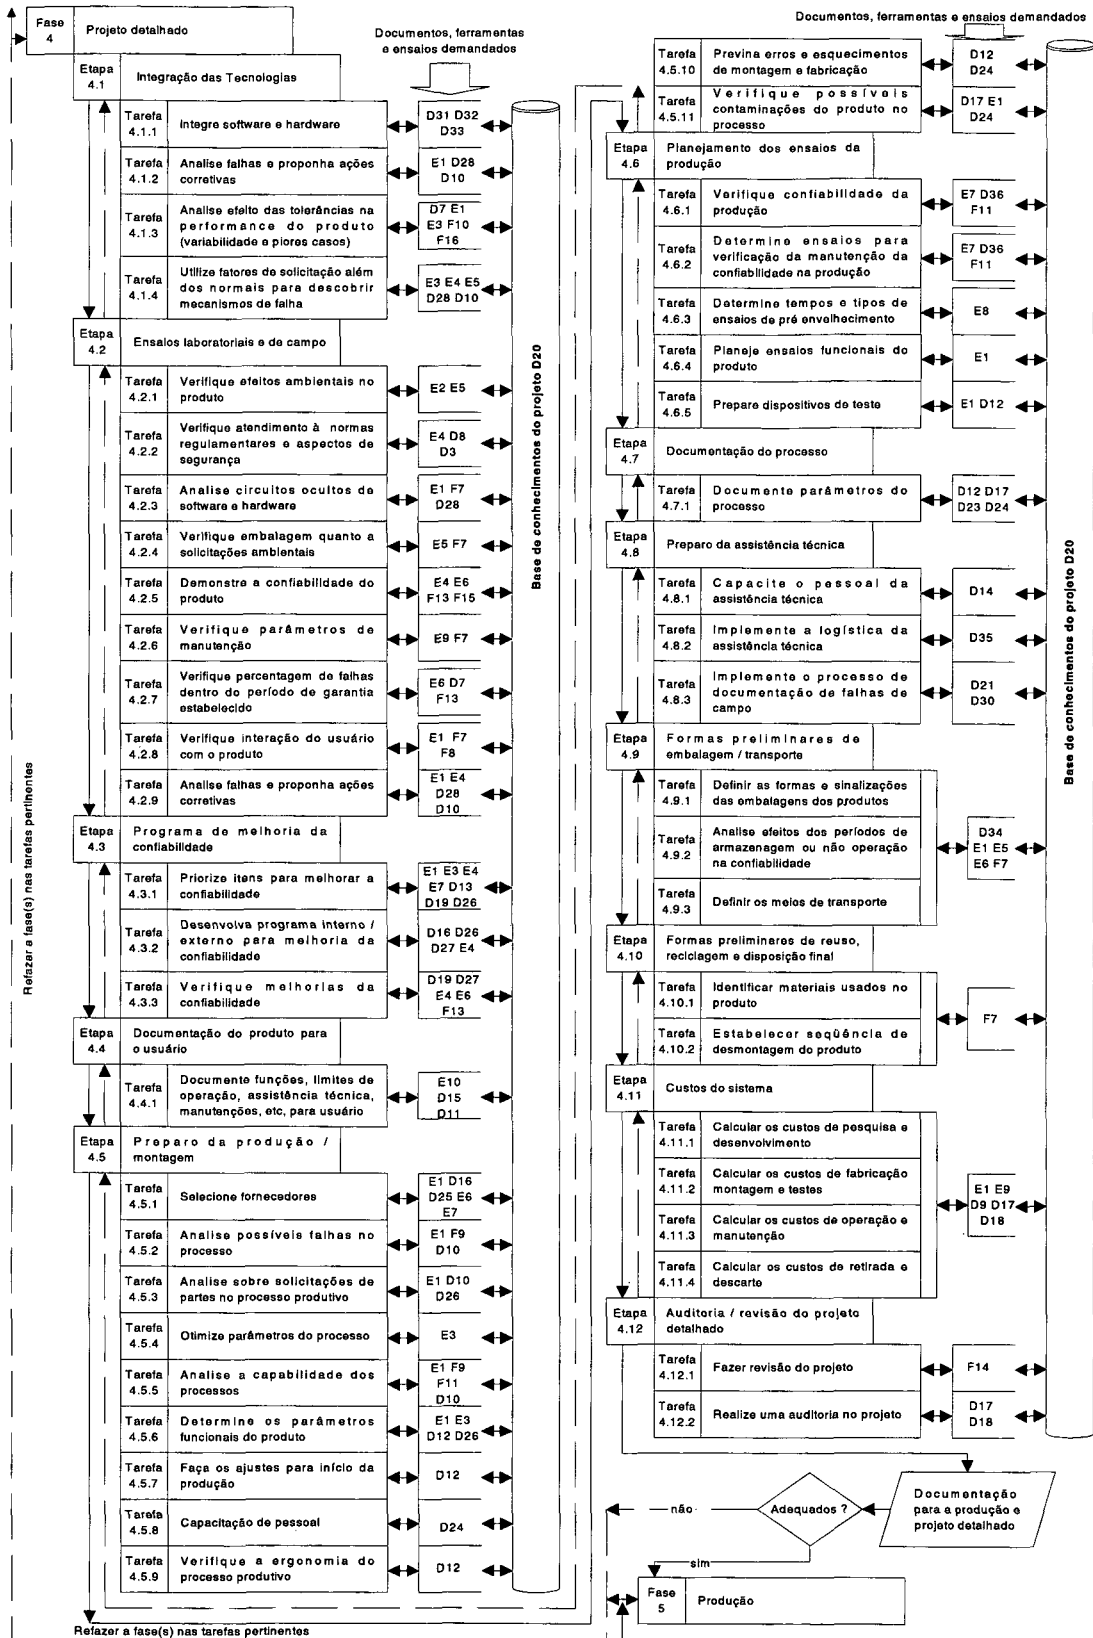 Fase
4
Projeto detalhado
Documentos, ferramentas
e ensaios demandados
Etapa
4.1
Integração das Tecnologias
Tarefa
4.1.1
Integre software e hardware
D31 D32
D33
Tarefa
4.1.2
Analise falhas e proponha ações
corretivas
E1 D28
D10
Tarefa
4.1.3
Analise efeito das tolerâncias na
performance do produto
(variabilidade e piores casos)
D7 E1
E3 F10
F16
Tarefa
4.1.4
Utilize fatores de solicitação além
dos normais para descobrir
mecanismos de falha
E3 E4 E5
D28 D10
Etapa
4.2
Ensaios laboratoriais e de campo
Tarefa
4.2.1
Verifique efeitos ambientais no
produto
E2 E5
Tarefa
4.2.2
Verifique atendimento à normas
regulamentares e aspectos de
segurança
E4 D8
D3
Tarefa
4.2.3
Analise circuitos ocultos de
software e hardware
E1 F7
D28
Tarefa
4.2.4
Verifique embalagem quanto a
solicitações ambientais
E5 F7
Tarefa
4.2.5
Demonstre a confiabilidade do
produto
E4 E6
F13 F15
Tarefa
4.2.6
Verifique parâmetros de
manutenção
E9 F7
Tarefa
4.2.7
Verifique percentagem de falhas
dentro do período de garantia
estabelecido
E6 D7
F13
Tarefa
4.2.8
Verifique interação do usuário
com o produto
E1 F7
F8
Tarefa
4.2.9
Analise falhas e proponha ações
corretivas
E1 E4
D28
D10
Etapa
4.3
Programa de melhoria da
confiabilidade
Tarefa
4.3.1
Priorize itens para melhorar a
confiabilidade
E1 E3 E4
E7 D13
D19 D26
Tarefa
4.3.2
Desenvolva programa interno /
externo para melhoria da
confiabilidade
D16 D26
D27 E4
Tarefa
4.3.3
Verifique melhorias da
confiabilidade
D19 D27
E4 E6
F13
Etapa
4.4
Documentação do produto para
o usuário
Tarefa
4.4.1
Documente funções, limites de
operação, assistência técnica,
manutenções, etc, para usuário
E10
D15
D11
Etapa
4.5
Preparo da produção /
montagem
Tarefa
4.5.1
Selecione fornecedores
E1 D16
D25 E6
E7
Tarefa
4.5.2
Analise possíveis falhas no
processo
E1 F9
D10
Tarefa
4.5.3
Analise sobre solicitações de
partes no processo produtivo
E1 D10
D26
Tarefa
4.5.4
Otimize parâmetros do processo
E3
Tarefa
4.5.5
Analise a capabilidade dos
processos
E1 F9
F11
D10
Tarefa
4.5.6
Determine os parâmetros
funcionais do produto
E1 E3
D12 D26
Tarefa
4.5.7
Faça os ajustes para início da
produção
D12
Tarefa
4.5.8
Capacitação de pessoal
D24
Tarefa
4.5.9
Verifique a ergonomia do
processo produtivo
D12
Base de conhecimentos do projeto D20
Refazer a fase(s) nas tarefas pertinentes
Refazer a fase(s) nas tarefas pertinentes
Documentos, ferramentas e ensaios demandados
Tarefa
4.5.10
Previna erros e esquecimentos
de montagem e fabricação
D12
D24
Tarefa
4.5.11
Verifique possíveis
contaminações do produto no
processo
D17 E1
D24
Etapa
4.6
Planejamento dos ensaios da
produção
Tarefa
4.6.1
Verifique confiabilidade da
produção
E7 D36
F11
Tarefa
4.6.2
Determine ensaios para
verificação da manutenção da
confiabilidade na produção
E7 D36
F11
Tarefa
4.6.3
Determine tempos e tipos de
ensaios de pré envelhecimento
E8
Tarefa
4.6.4
Planeje ensaios funcionais do
produto
E1
Tarefa
4.6.5
Prepare dispositivos de teste
E1 D12
Etapa
4.7
Documentação do processo
Tarefa
4.7.1
Documente parâmetros do
processo
D12 D17
D23 D24
Etapa
4.8
Preparo da assistência técnica
Tarefa
4.8.1
Capacite o pessoal da
assistência técnica
D14
Tarefa
4.8.2
Implemente a logística da
assistência técnica
D35
Tarefa
4.8.3
Implemente o processo de
documentação de falhas de
campo
D21
D30
Etapa
4.9
Formas preliminares de
embalagem / transporte
Tarefa
4.9.1
Definir as formas e sinalizações
das embalagens dos produtos
Tarefa
4.9.2
Analise efeitos dos períodos de
armazenagem ou não operação
na confiabilidade
D34
E1 E5
E6 F7
Tarefa
4.9.3
Definir os meios de transporte
Etapa
4.10
Formas preliminares de reuso,
reciclagem e disposição final
Tarefa
4.10.1
Identificar materiais usados no
produto
F7
Tarefa
4.10.2
Estabelecer seqüência de
desmontagem do produto
Etapa
4.11
Custos do sistema
Tarefa
4.11.1
Calcular os custos de pesquisa e
desenvolvimento
Tarefa
4.11.2
Calcular os custos de fabricação
montagem e testes
E1 E9
D9 D17
D18
Tarefa
4.11.3
Calcular os custos de operação e
manutenção
Tarefa
4.11.4
Calcular os custos de retirada e
descarte
Etapa
4.12
Auditoria / revisão do projeto
detalhado
Tarefa
4.12.1
Fazer revisão do projeto
F14
Tarefa
4.12.2
Realize uma auditoria no projeto
D17
D18
Base de conhecimentos do projeto D20
Documentação
para a produção e
projeto detalhado
Adequados ?
não
sim
Fase
5
Produção